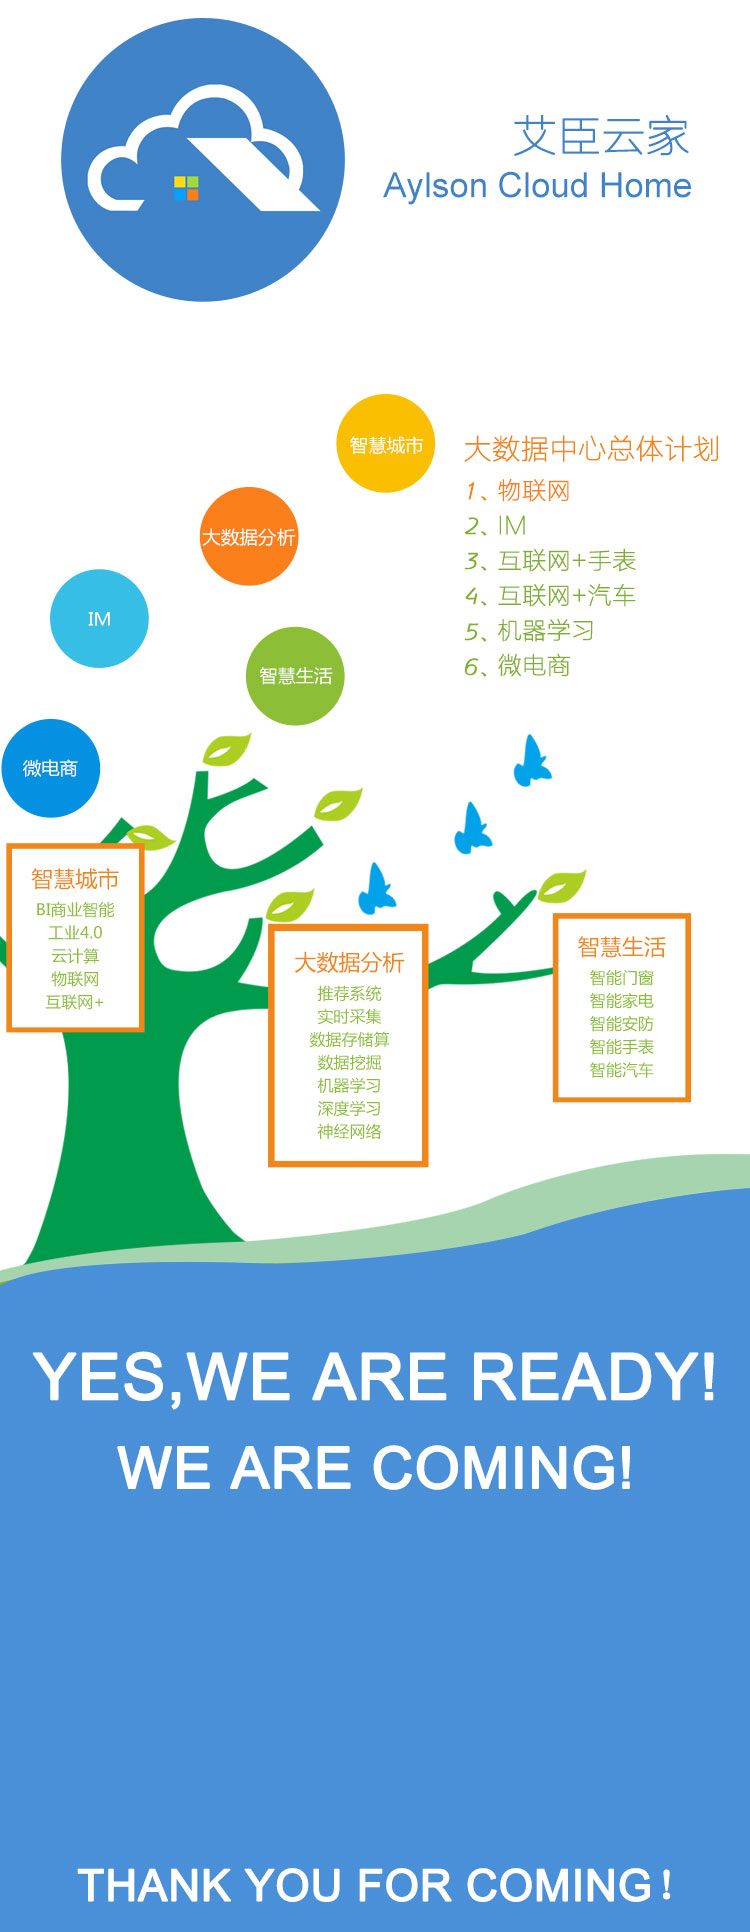 艾臣云家
Aylson Cloud Home
智慧城市
大数据分析
IM
智慧生活
微电商
大数据中心总体计划
1、物联网
2、IM
3、互联网+手表
4、互联网+汽车
5、机器学习
6、微电商
智慧城市
BI商业智能
工业4.0
云计算
物联网
互联网+
大数据分析
推荐系统
实时采集
数据存储算
数据挖掘
机器学习
深度学习
神经网络
智慧生活
智能门窗
智能家电
智能安防
智能手表
智能汽车
YES,WE ARE READY!
WE ARE COMING!
THANK YOU FOR COMING！